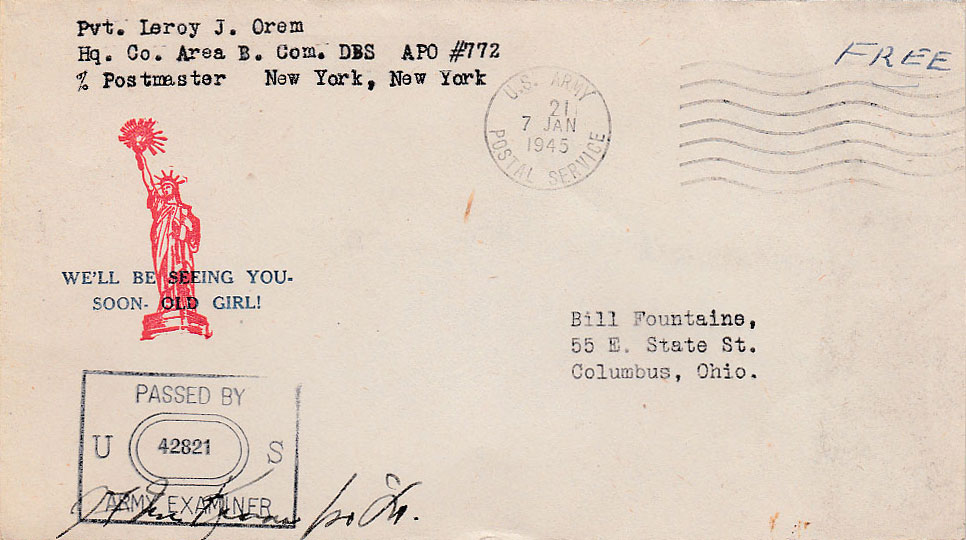 Pvt. Leroy J. Orem
Hq. Co. Area B. Com. DBS APO #772
% Postmaster New York, New York
FREE
U.S. ARMY
21
7 JAN
1945
POSTAL SERVICE
WE'LL BE SEEING YOU-
SOON- OLD GIRL!
Bill Fountaine,
55 E. State St.
Columbus, Ohio.
PASSED BY
U 42821 S
ARMY EXAMINER